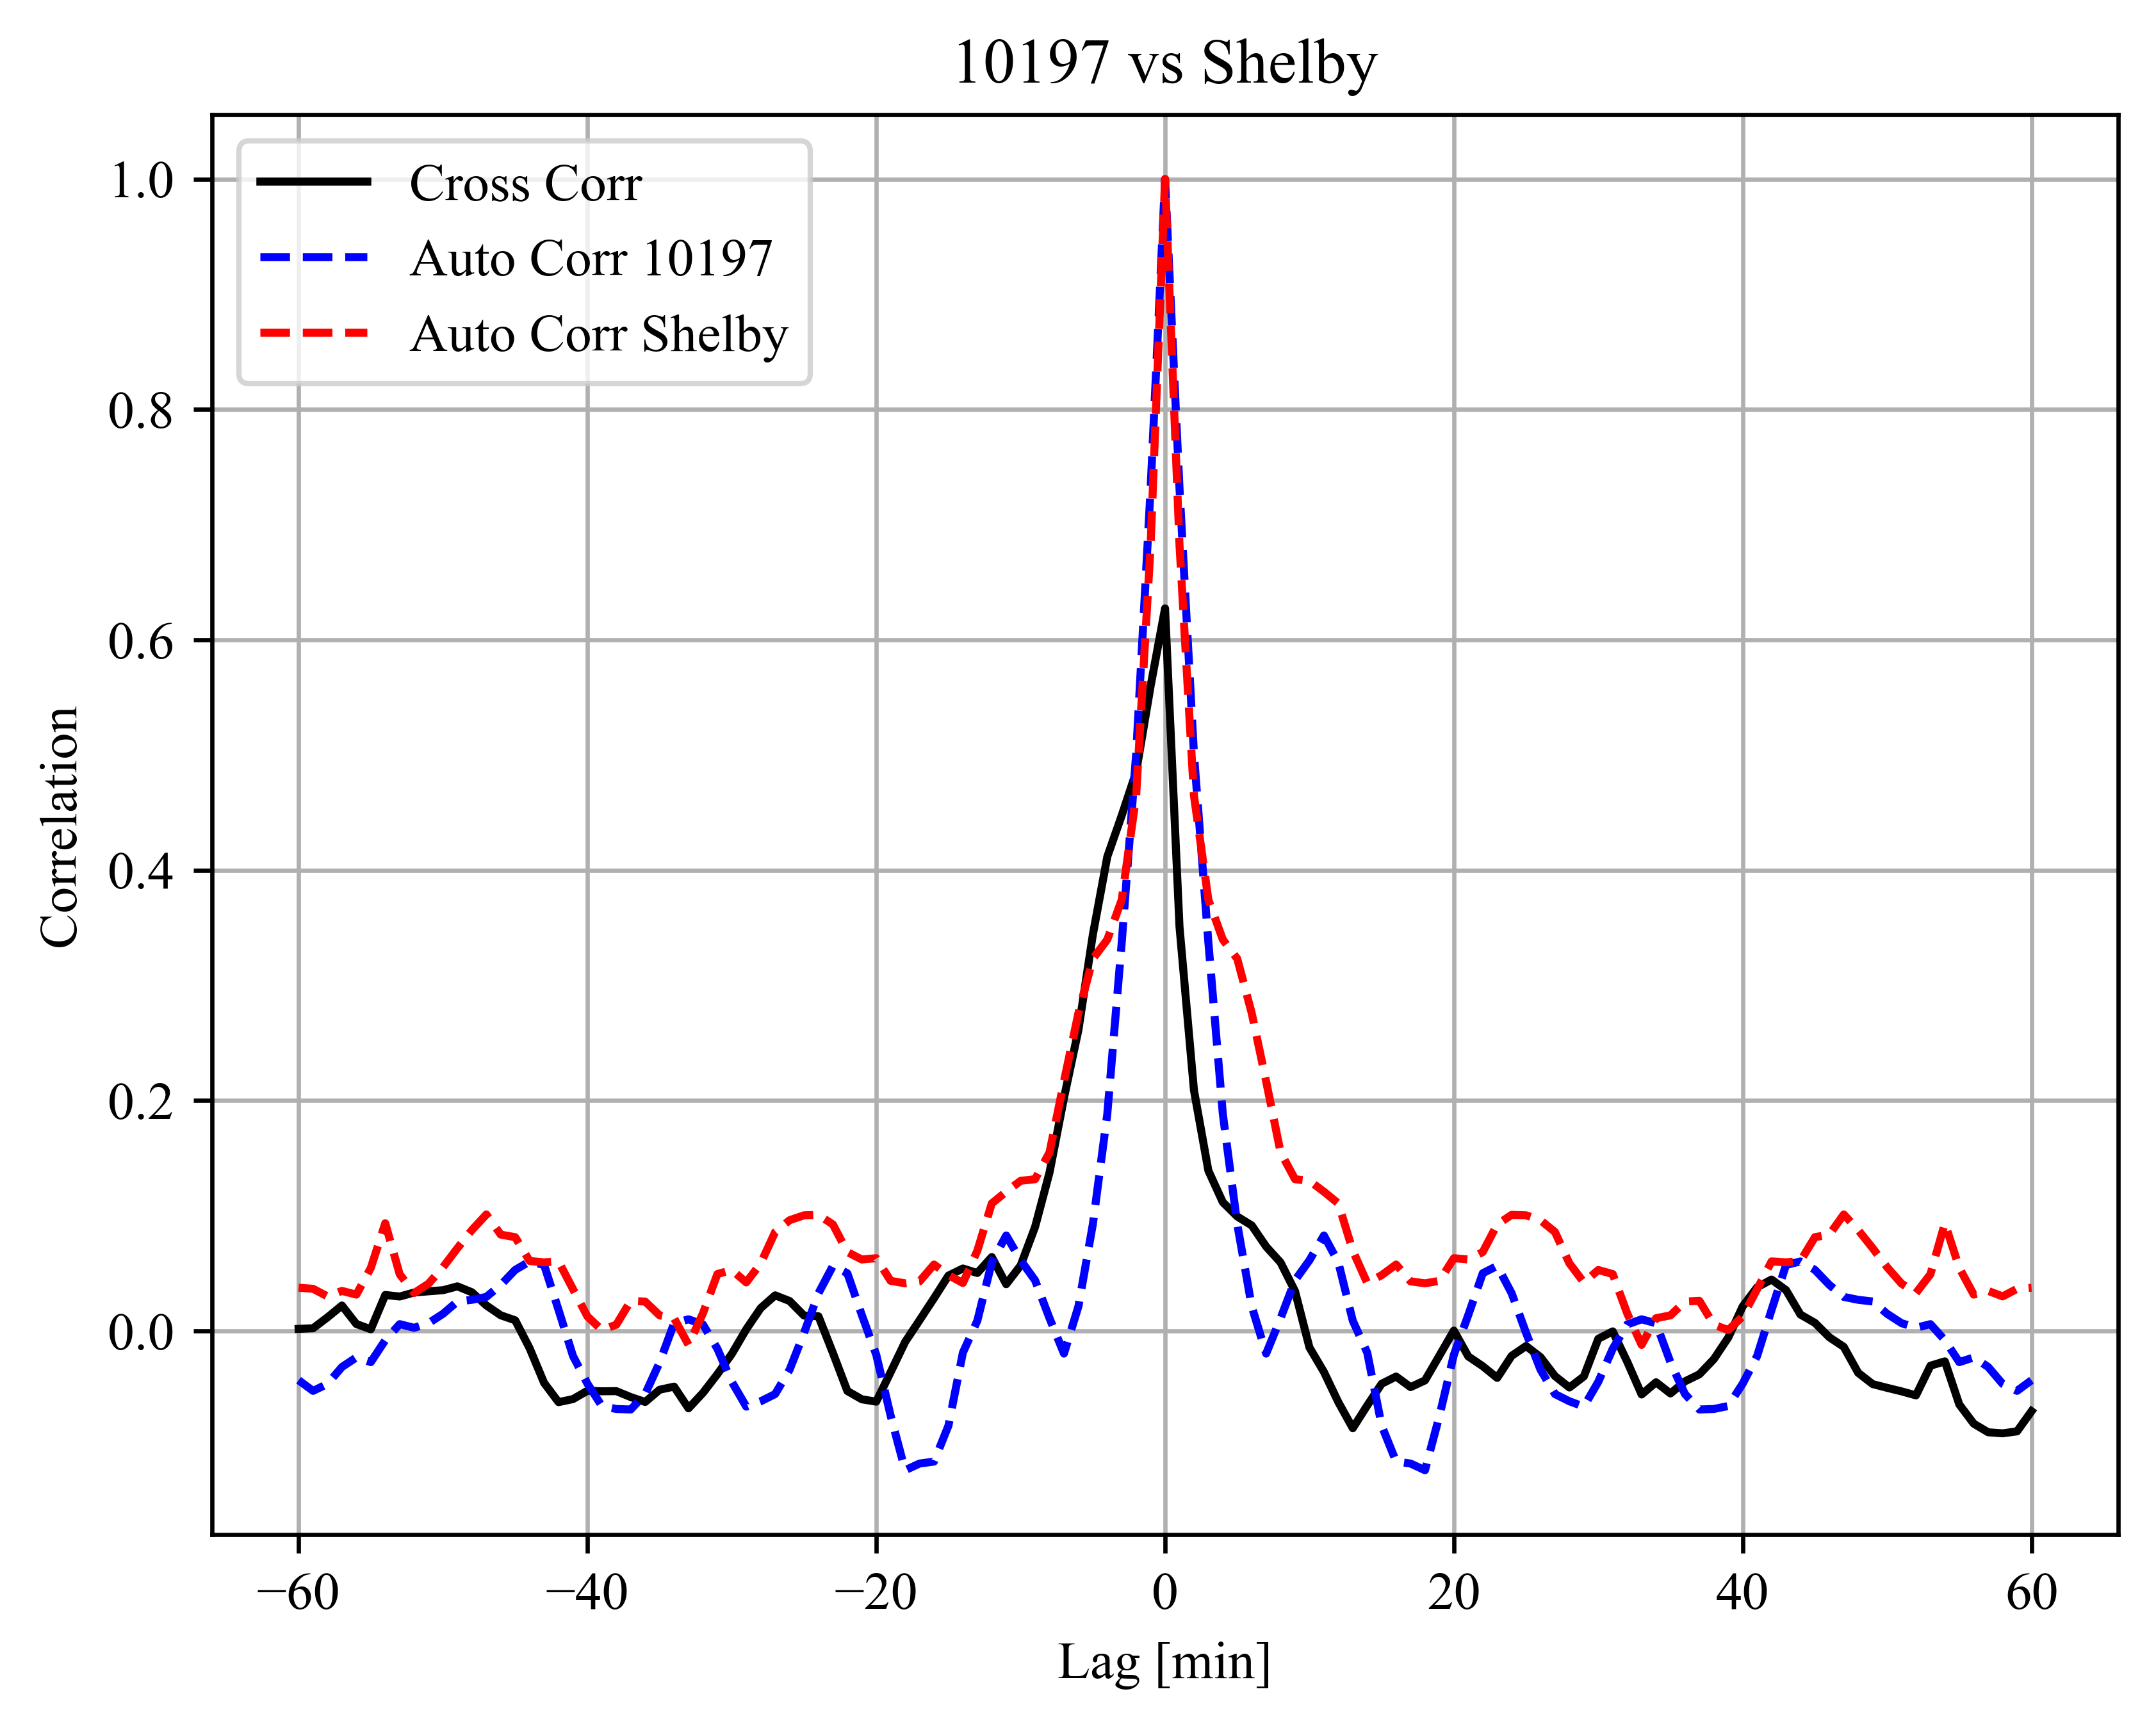 10197 vs Shelby
Cross Corr
Auto Corr 10197
Auto Corr Shelby
1.0
0.8
0.6
0.4
0.2
0.0
Correlation
−60 −40 −20 0 20 40 60
Lag [min]